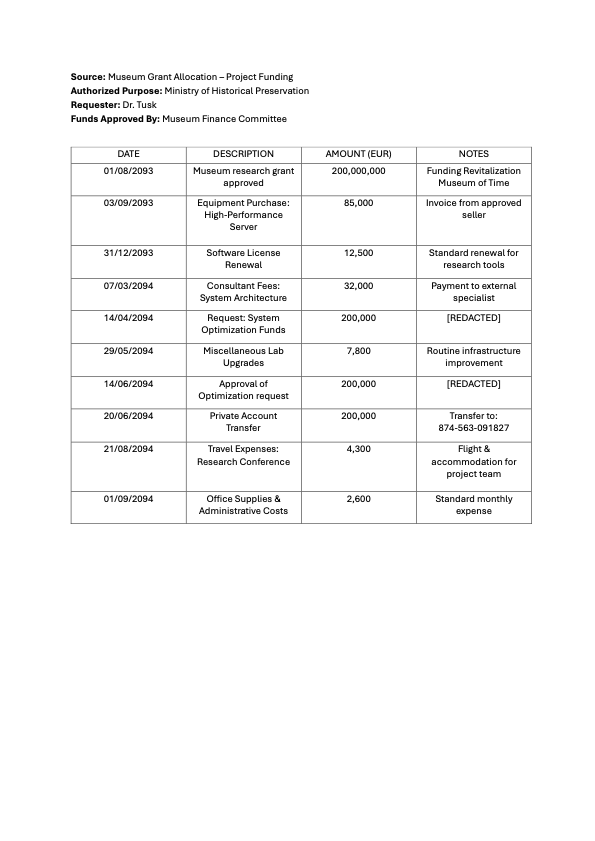 Source: Museum Grant Allocation – Project Funding
Authorized Purpose: Ministry of Historical Preservation
Requester: Dr. Tusk
Funds Approved By: Museum Finance Committee
DATE DESCRIPTION AMOUNT (EUR) NOTES
01/08/2093 Museum research grant 200,000,000 Funding Revitalization
approved Museum of Time
03/09/2093 Equipment Purchase: 85,000 Invoice from approved
High-Performance seller
Server
31/12/2093 Software License 12,500 Standard renewal for
Renewal research tools
07/03/2094 Consultant Fees: 32,000 Payment to external
System Architecture specialist
14/04/2094 Request: System 200,000 [REDACTED]
Optimization Funds
29/05/2094 Miscellaneous Lab 7,800 Routine infrastructure
Upgrades improvement
14/06/2094 Approval of 200,000 [REDACTED]
Optimization request
20/06/2094 Private Account 200,000 Transfer to:
Transfer 874-563-091827
21/08/2094 Travel Expenses: 4,300 Flight &
Research Conference accommodation for
project team
01/09/2094 Office Supplies & 2,600 Standard monthly
Administrative Costs expense